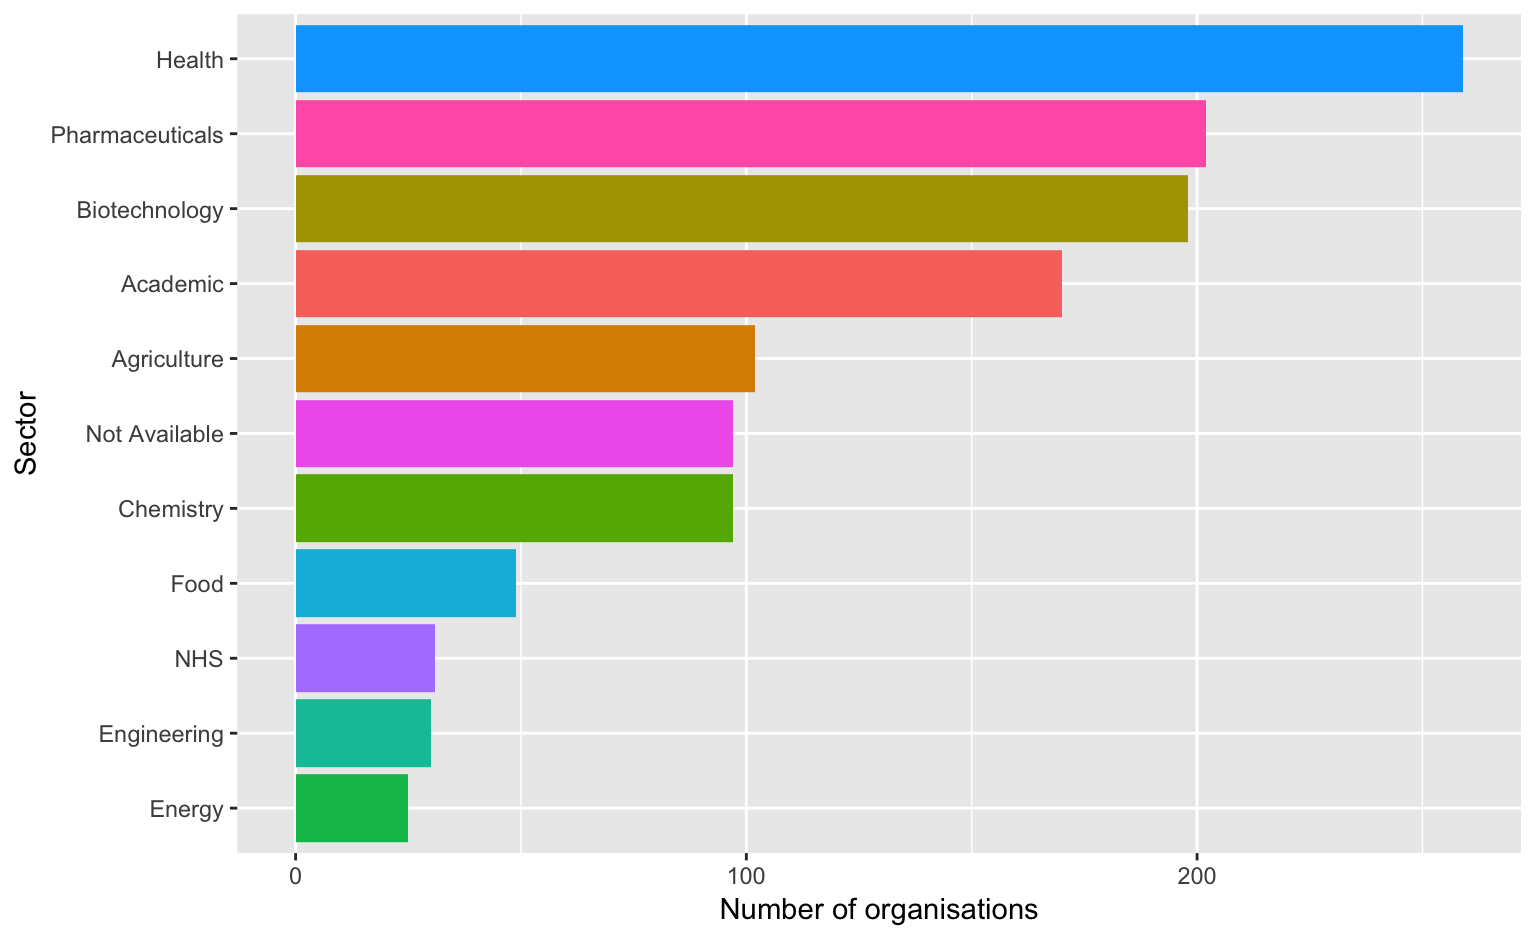 Health
Pharmaceuticals
Biotechnology
Academic
Agriculture
Not Available
Chemistry
Food
NHS
Engineering
Energy
Sector
0 100 200
Number of organisations